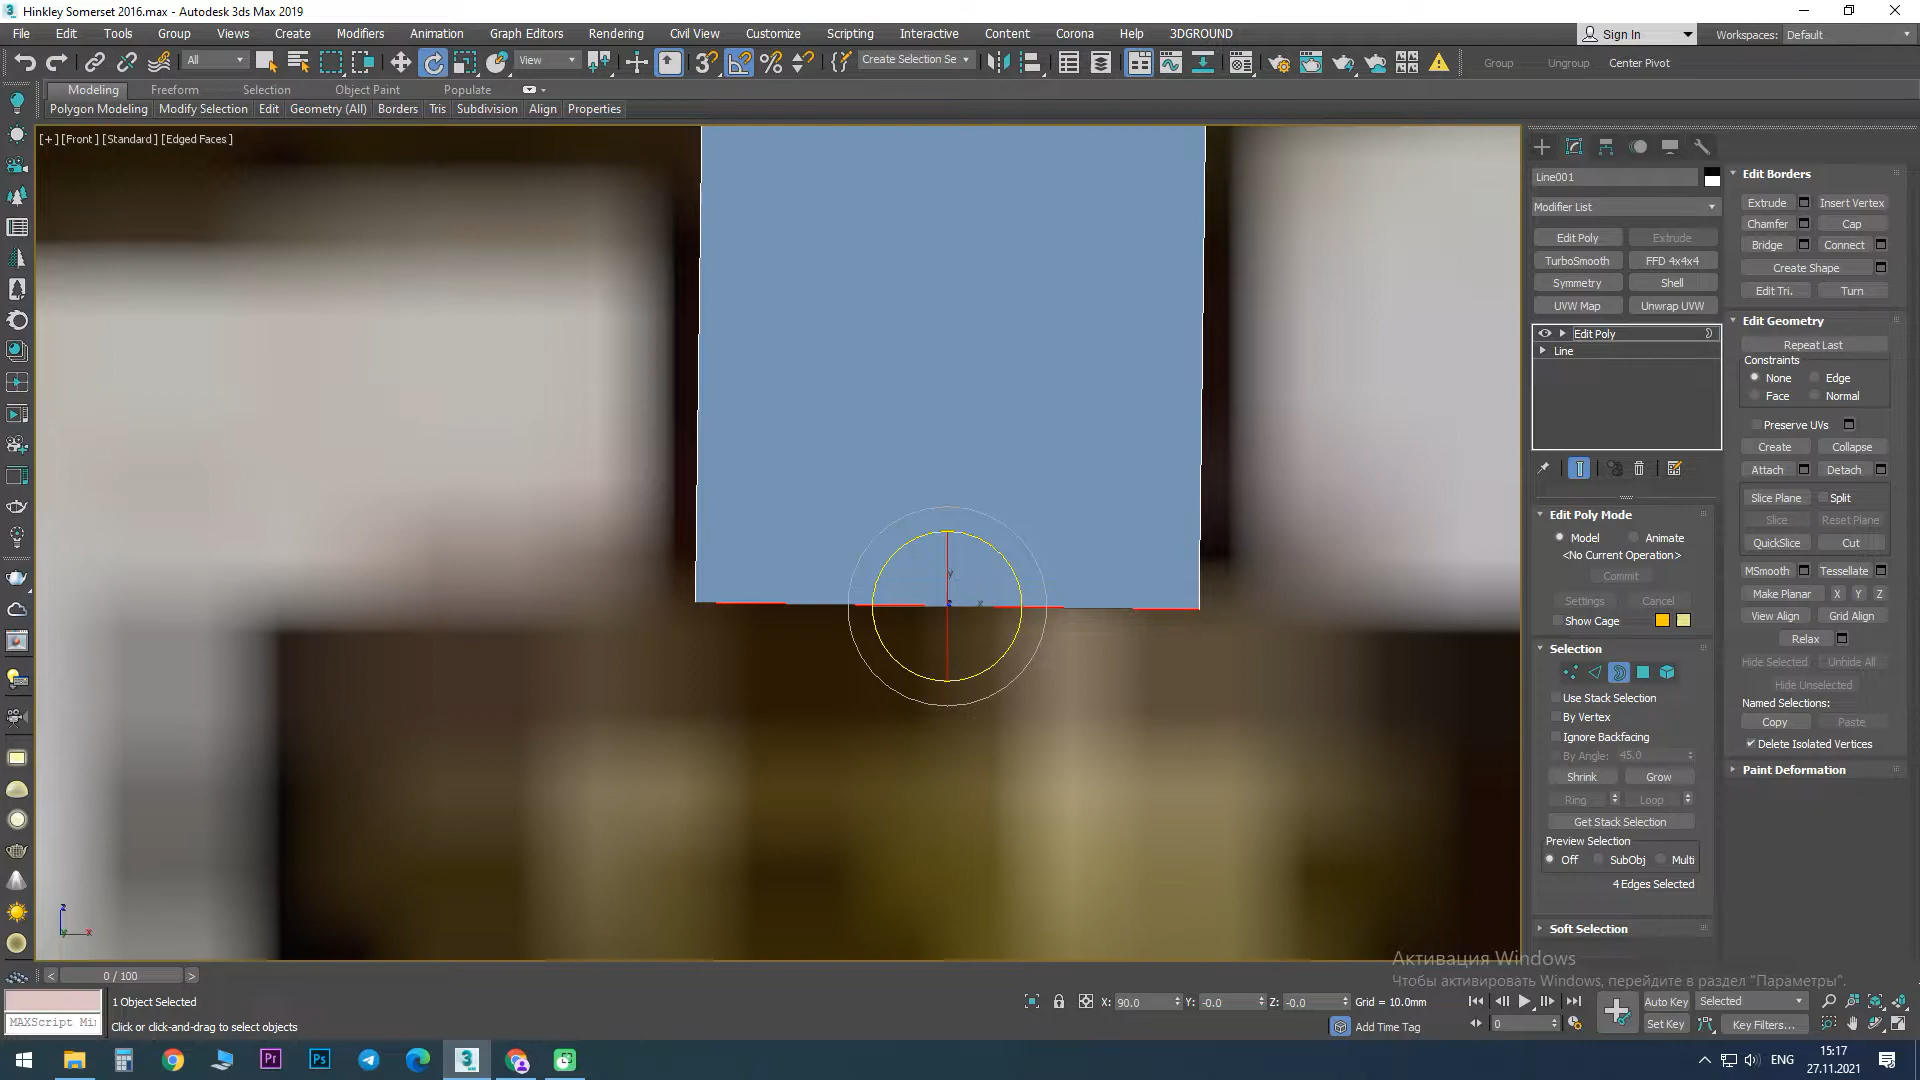 Hinkley Somerset 2016.max - Autodesk 3ds Max 2019
File Edit Tools Group Views Create Modifiers Animation Graph Editors Rendering Civil View Customize Scripting Interactive Content Corona Help 3DGROUND
Sign In Workspaces: Default
All View Create Selection Se Group Ungroup Center Pivot
Modeling Freeform Selection Object Paint Populate
Polygon Modeling Modify Selection Edit Geometry (All) Borders Tris Subdivision Align Properties
[+] [Front] [Standard] [Edged Faces]
Line001
Modifier List
Edit Poly Extrude
TurboSmooth FFD 4x4x4
Symmetry Shell
UVW Map Unwrap UVW
Edit Poly
Line
Edit Poly Mode
Model Animate
<No Current Operation>
Commit
Settings Cancel
Show Cage
Selection
Use Stack Selection
By Vertex
Ignore Backfacing
By Angle: 45.0
Shrink Grow
Ring Loop
Get Stack Selection
Preview Selection
Off SubObj Multi
4 Edges Selected
Soft Selection
Edit Borders
Extrude Insert Vertex
Chamfer Cap
Bridge Connect
Create Shape
Edit Tri. Turn
Edit Geometry
Repeat Last
Constraints
None Edge
Face Normal
Preserve UVs
Create Collapse
Attach Detach
Slice Plane Split
Slice Reset Plane
QuickSlice Cut
MSmooth Tessellate
Make Planar X Y Z
View Align Grid Align
Relax
Hide Selected Unhide All
Hide Unselected
Named Selections:
Copy Paste
Delete Isolated Vertices
Paint Deformation
y
z x
z
y x
Активация Windows
Чтобы активировать Windows, перейдите в раздел "Параметры".
< 0 / 100 >
1 Object Selected
MAXScript Mi
Click or click-and-drag to select objects
X: 90.0 Y: -0.0 Z: -0.0 Grid = 10.0mm
Add Time Tag
0
Auto Key Selected
Set Key Key Filters...
Pr Ps 3
ENG
15:17
27.11.2021